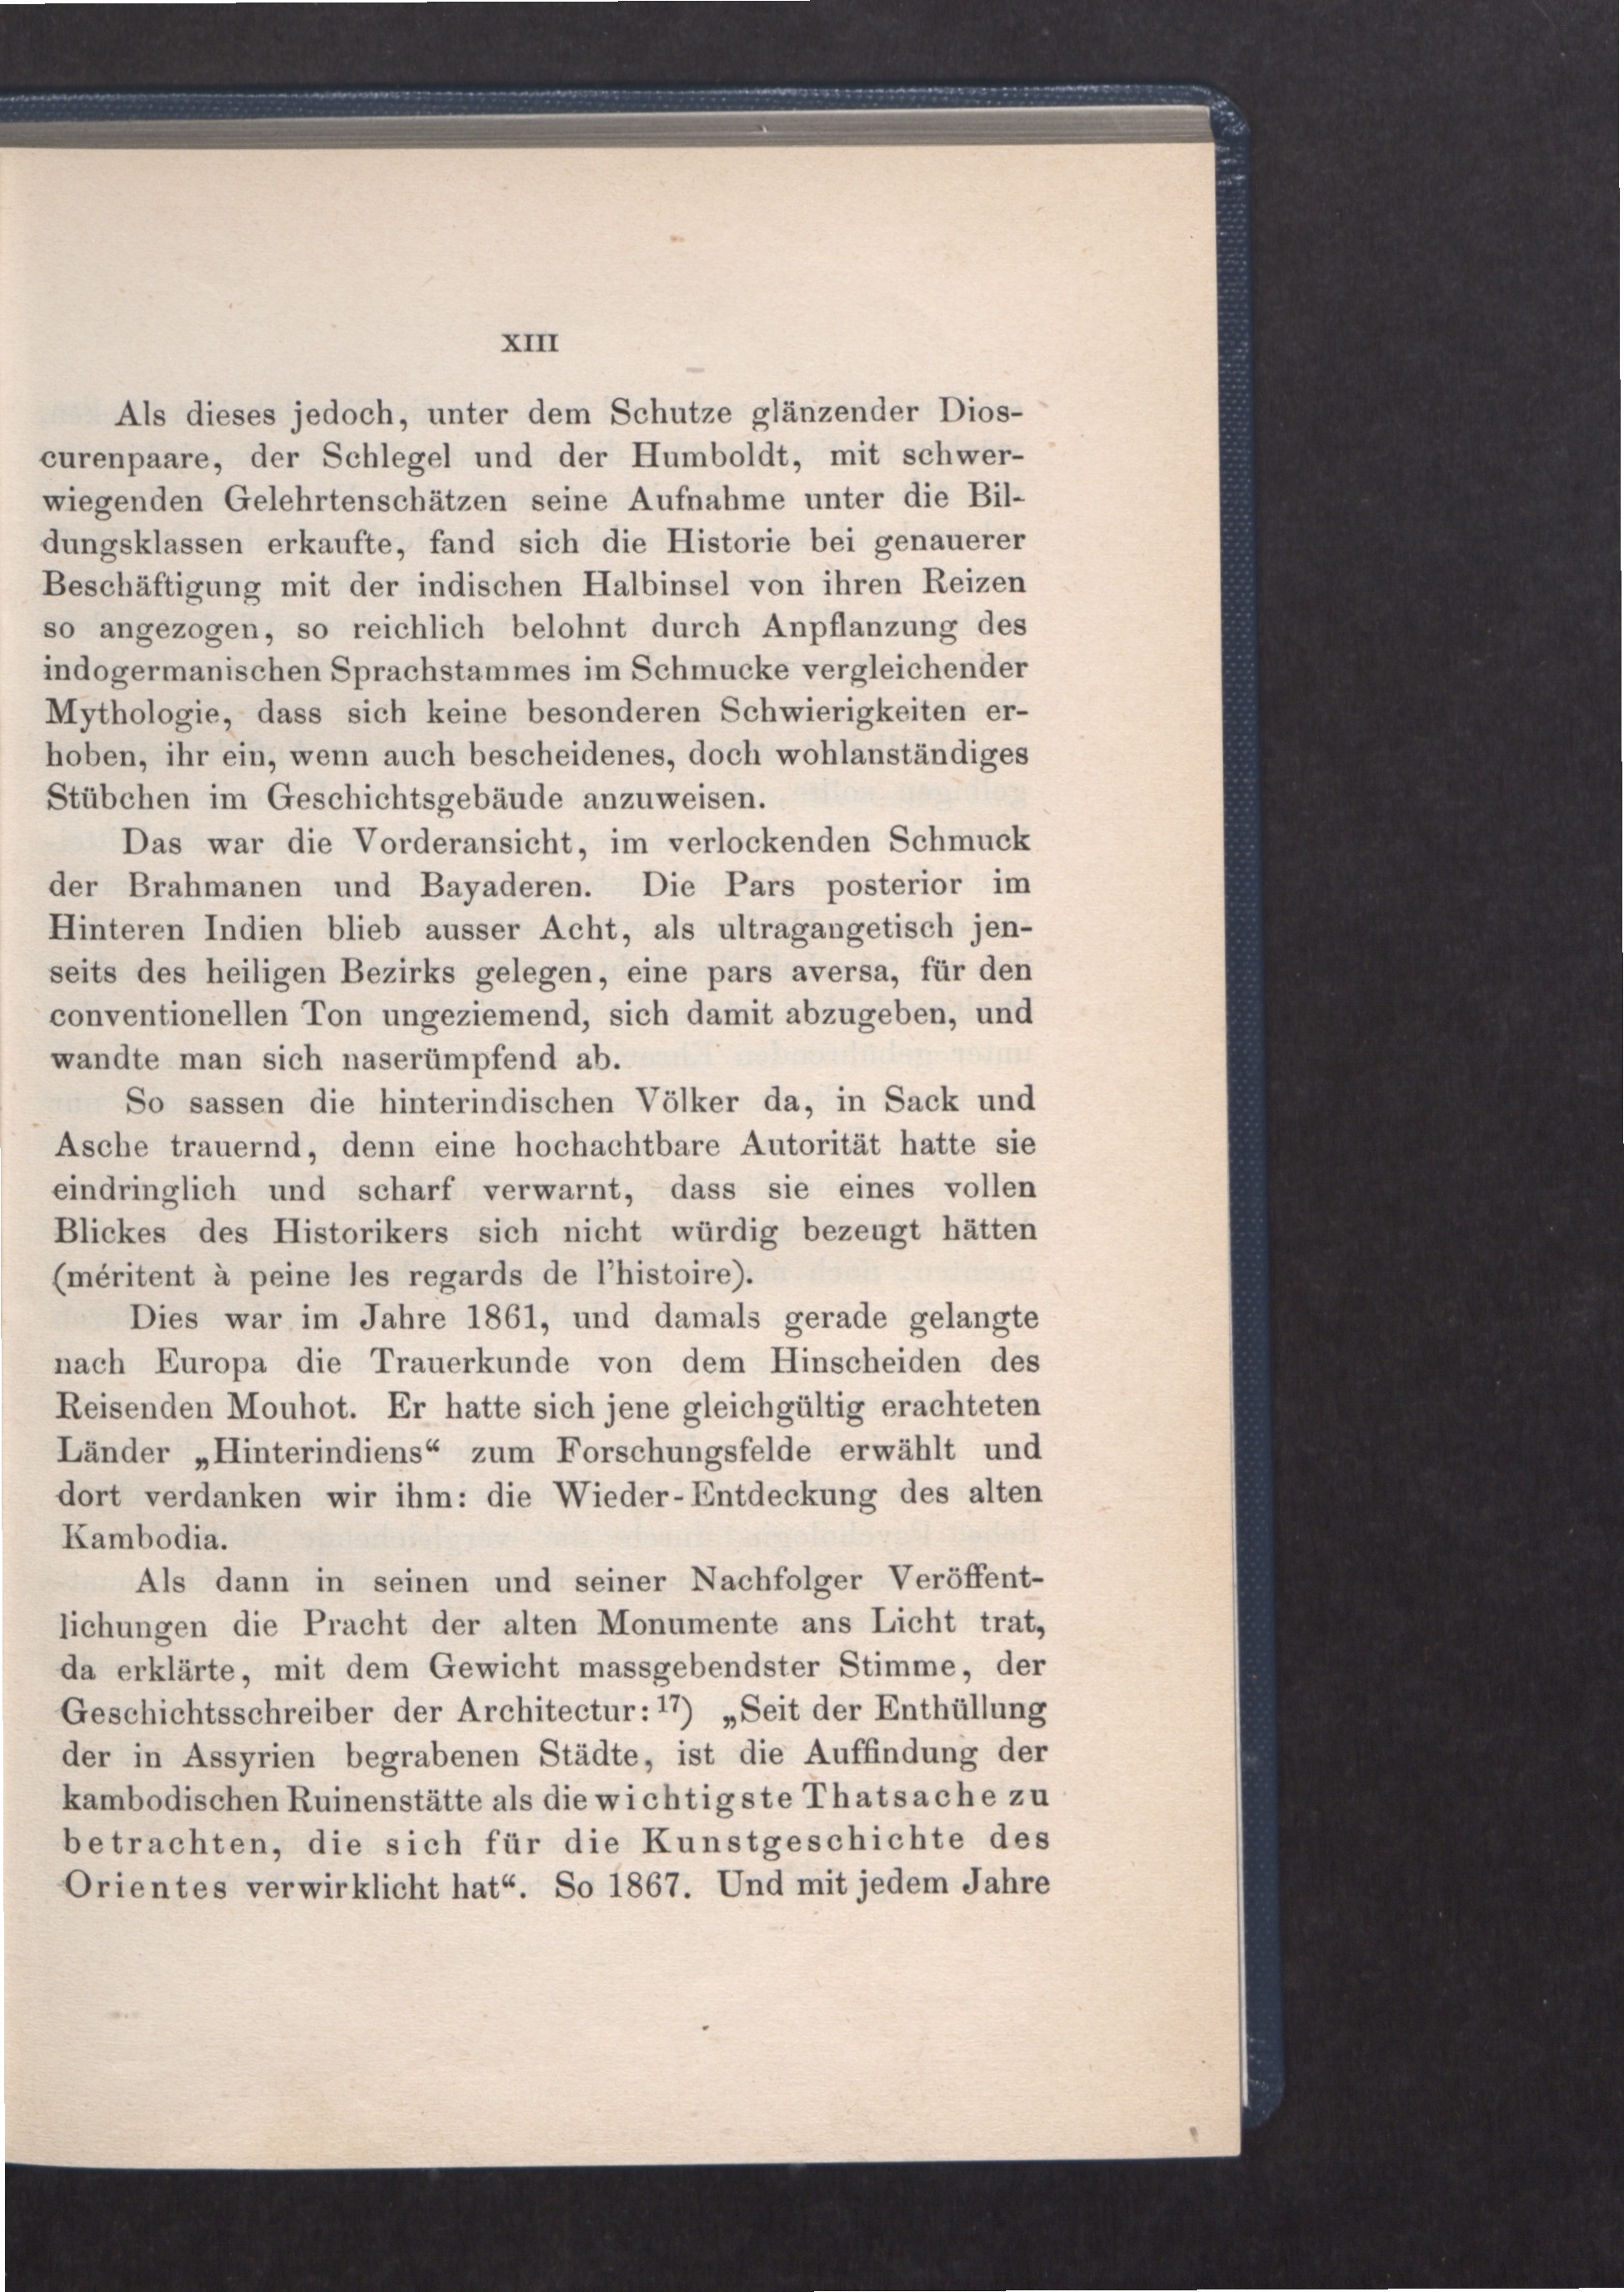 XIII
Als dieses jedoch, unter dem Schutze glänzender Dios-
curenpaare, der Schlegel und der Humboldt, mit schwer-
wiegenden Gelehrtenschätzen seine Aufnahme unter die Bil-
dungsklassen erkaufte, fand sich die Historie bei genauerer
Beschäftigung mit der indischen Halbinsel von ihren Reizen
so angezogen, so reichlich belohnt durch Anpflanzung des
indogermanischen Sprachstammes im Schmucke vergleichender
Mythologie, dass sich keine besonderen Schwierigkeiten er-
hoben, ihr ein, wenn auch bescheidenes, doch wohlanständiges
Stübchen im Geschichtsgebäude anzuweisen.
Das war die Vorderansicht, im verlockenden Schmuck
der Brahmanen und Bayaderen. Die Pars posterior im
Hinteren Indien blieb ausser Acht, als ultragangetisch jen-
seits des heiligen Bezirks gelegen, eine pars aversa, für den
conventionellen Ton ungeziemend, sich damit abzugeben, und
wandte man sich naserümpfend ab.
So sassen die hinterindischen Völker da, in Sack und
Asche trauernd, denn eine hochachtbare Autorität hatte sie
eindringlich und scharf verwarnt, dass sie eines vollen
Blickes des Historikers sich nicht würdig bezeugt hätten
(méritent à peine les regards de l'histoire).
Dies war im Jahre 1861, und damals gerade gelangte
nach Europa die Trauerkunde von dem Hinscheiden des
Reisenden Mouhot. Er hatte sich jene gleichgültig erachteten
Länder „Hinterindiens“ zum Forschungsfelde erwählt und
dort verdanken wir ihm: die Wieder-Entdeckung des alten
Kambodia.
Als dann in seinen und seiner Nachfolger Veröffent-
lichungen die Pracht der alten Monumente ans Licht trat,
da erklärte, mit dem Gewicht massgebendster Stimme, der
Geschichtsschreiber der Architectur: 17) „Seit der Enthüllung
der in Assyrien begrabenen Städte, ist die Auffindung der
kambodischen Ruinenstätte als die wichtigste Thatsache zu
betrachten, die sich für die Kunstgeschichte des
Orientes verwirklicht hat“. So 1867. Und mit jedem Jahre